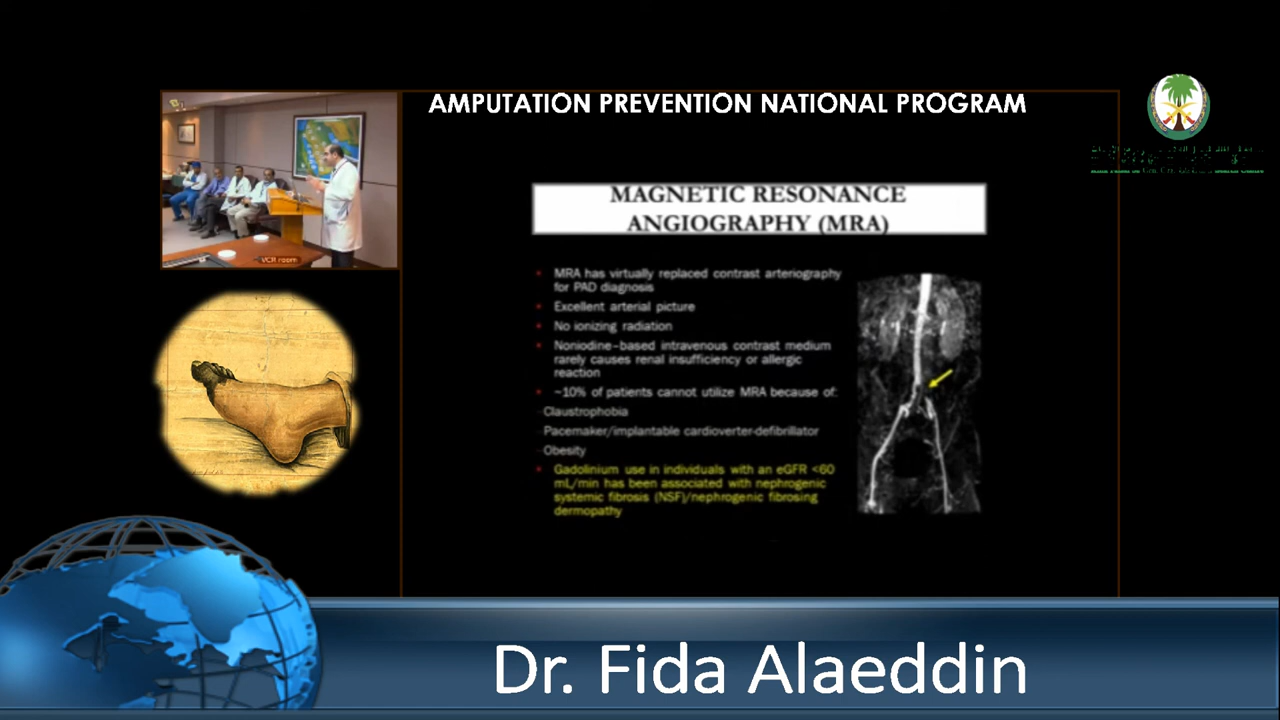 AMPUTATION PREVENTION NATIONAL PROGRAM
VCR room
MAGNETIC RESONANCE
ANGIOGRAPHY (MRA)
MRA has virtually replaced contrast arteriography
for PAD diagnosis
Excellent arterial picture
No ionizing radiation
Noniodine-based intravenous contrast medium
rarely causes renal insufficiency or allergic
reaction
~10% of patients cannot utilize MRA because of:
Claustrophobia
Pacemaker/implantable cardioverter-defibrillator
Obesity
Gadolinium use in individuals with an eGFR <60
mL/min has been associated with nephrogenic
systemic fibrosis (NSF)/nephrogenic fibrosing
dermopathy
Dr. Fida Alaeddin